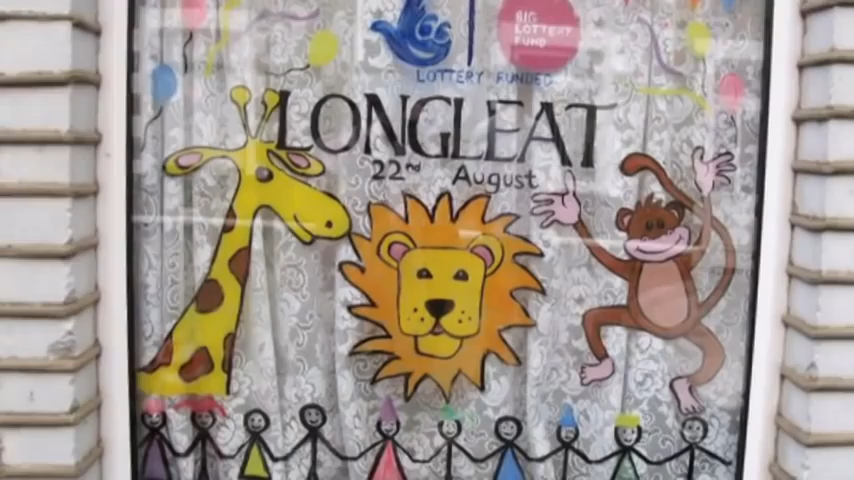 BIG
LOTTERY
FUND
LOTTERY FUNDED
LONGLEAT
22nd August